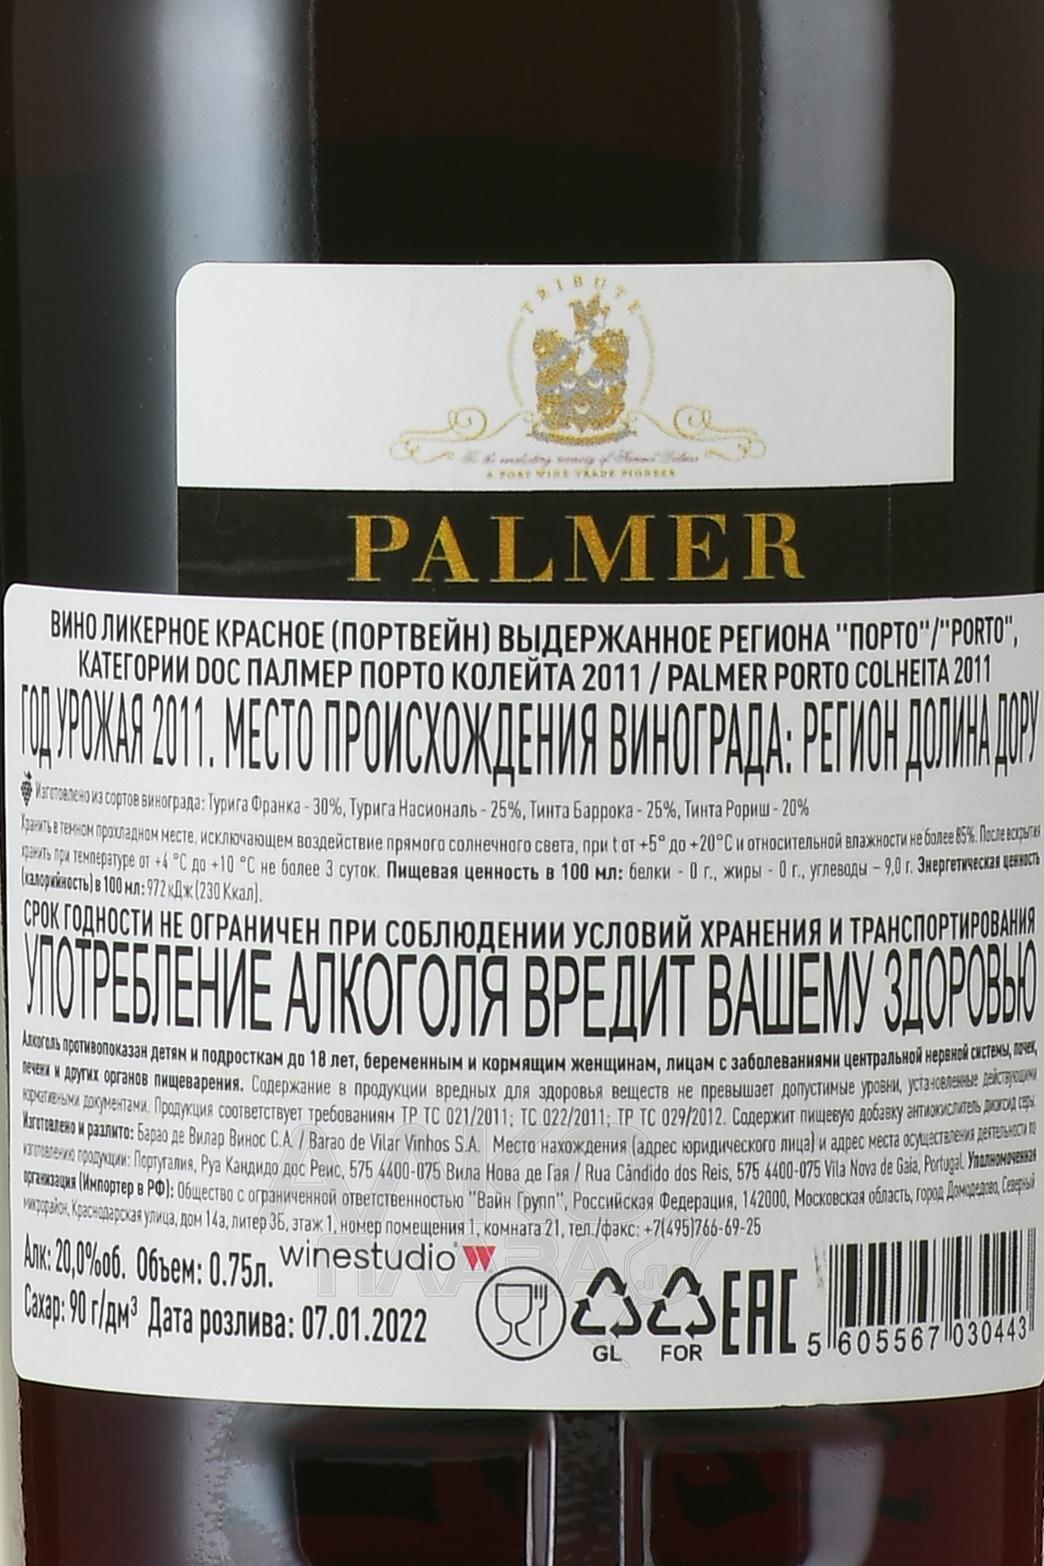 TRIBUTE
To the everlasting memory of Samuel Palmer
A PORT WINE TRADE PIONEER
PALMER
ВИНО ЛИКЕРНОЕ КРАСНОЕ (ПОРТВЕЙН) ВЫДЕРЖАННОЕ РЕГИОНА "ПОРТО"/"PORTO",
КАТЕГОРИИ DOC ПАЛМЕР ПОРТО КОЛЕЙТА 2011 / PALMER PORTO COLHEITA 2011
ГОД УРОЖАЯ 2011. МЕСТО ПРОИСХОЖДЕНИЯ ВИНОГРАДА: РЕГИОН ДОЛИНА ДОРУ
Изготовлено из сортов винограда: Турига Франка - 30%, Турига Насиональ - 25%, Тинта Баррока - 25%, Тинта Рориш - 20%
Хранить в темном прохладном месте, исключающем воздействие прямого солнечного света, при t от +5° до +20°С и относительной влажности не более 85%. После вскрытия
хранить при температуре от +4 °С до +10 °С не более 3 суток. Пищевая ценность в 100 мл: белки - 0 г., жиры - 0 г., углеводы – 9,0 г. Энергетическая ценность
(калорийность) в 100 мл: 972 кДж (230 Ккал).
СРОК ГОДНОСТИ НЕ ОГРАНИЧЕН ПРИ СОБЛЮДЕНИИ УСЛОВИЙ ХРАНЕНИЯ И ТРАНСПОРТИРОВАНИЯ
УПОТРЕБЛЕНИЕ АЛКОГОЛЯ ВРЕДИТ ВАШЕМУ ЗДОРОВЬЮ
Алкоголь противопоказан детям и подросткам до 18 лет, беременным и кормящим женщинам, лицам с заболеваниями центральной нервной системы, почек,
печени и других органов пищеварения. Содержание в продукции вредных для здоровья веществ не превышает допустимые уровни, установленные действующими
нормативными документами. Продукция соответствует требованиям ТР ТС 021/2011; ТС 022/2011; ТР ТС 029/2012. Содержит пищевую добавку антиокислитель диоксид серы.
Изготовлено и разлито: Барао де Вилар Винос С.А. / Barao de Vilar Vinhos S.A. Место нахождения (адрес юридического лица) и адрес места осуществления деятельности по
изготовлению продукции: Португалия, Руа Кандидо дос Реис, 575 4400-075 Вила Нова де Гая / Rua Cândido dos Reis, 575 4400-075 Vila Nova de Gaia, Portugal. Уполномоченная
организация (Импортер в РФ): Общество с ограниченной ответственностью "Вайн Групп", Российская Федерация, 142000, Московская область, город Домодедово, Северный
микрорайон, Краснодарская улица, дом 14а, литер 3Б, этаж 1, номер помещения 1, комната 21, тел./факс: +7(495)766-69-25
Алк: 20,0%об. Объем: 0.75л. winestudio
Сахар: 90 г/дм³ Дата розлива: 07.01.2022
GL FOR EAC
5 605567 030443